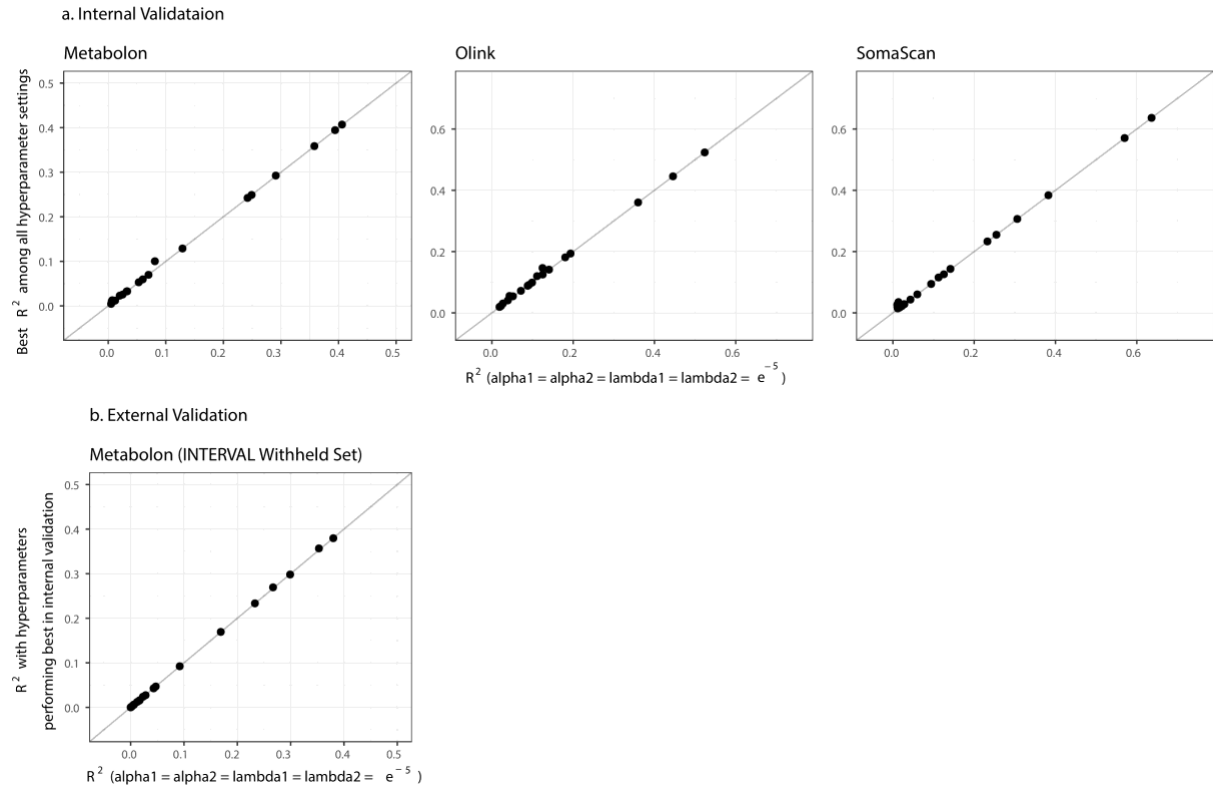 a. Internal Validataion
Metabolon
Olink
SomaScan
Best R² among all hyperparameter settings
0.5
0.4
0.3
0.2
0.1
0.0
0.0 0.1 0.2 0.3 0.4 0.5
0.6
0.4
0.2
0.0
0.0 0.2 0.4 0.6
0.6
0.4
0.2
0.0
0.0 0.2 0.4 0.6
R² (alpha1 = alpha2 = lambda1 = lambda2 = e⁻⁵ )
b. External Validation
Metabolon (INTERVAL Withheld Set)
R² with hyperparameters
performing best in internal validation
0.5
0.4
0.3
0.2
0.1
0.0
0.0 0.1 0.2 0.3 0.4 0.5
R² (alpha1 = alpha2 = lambda1 = lambda2 = e⁻⁵ )